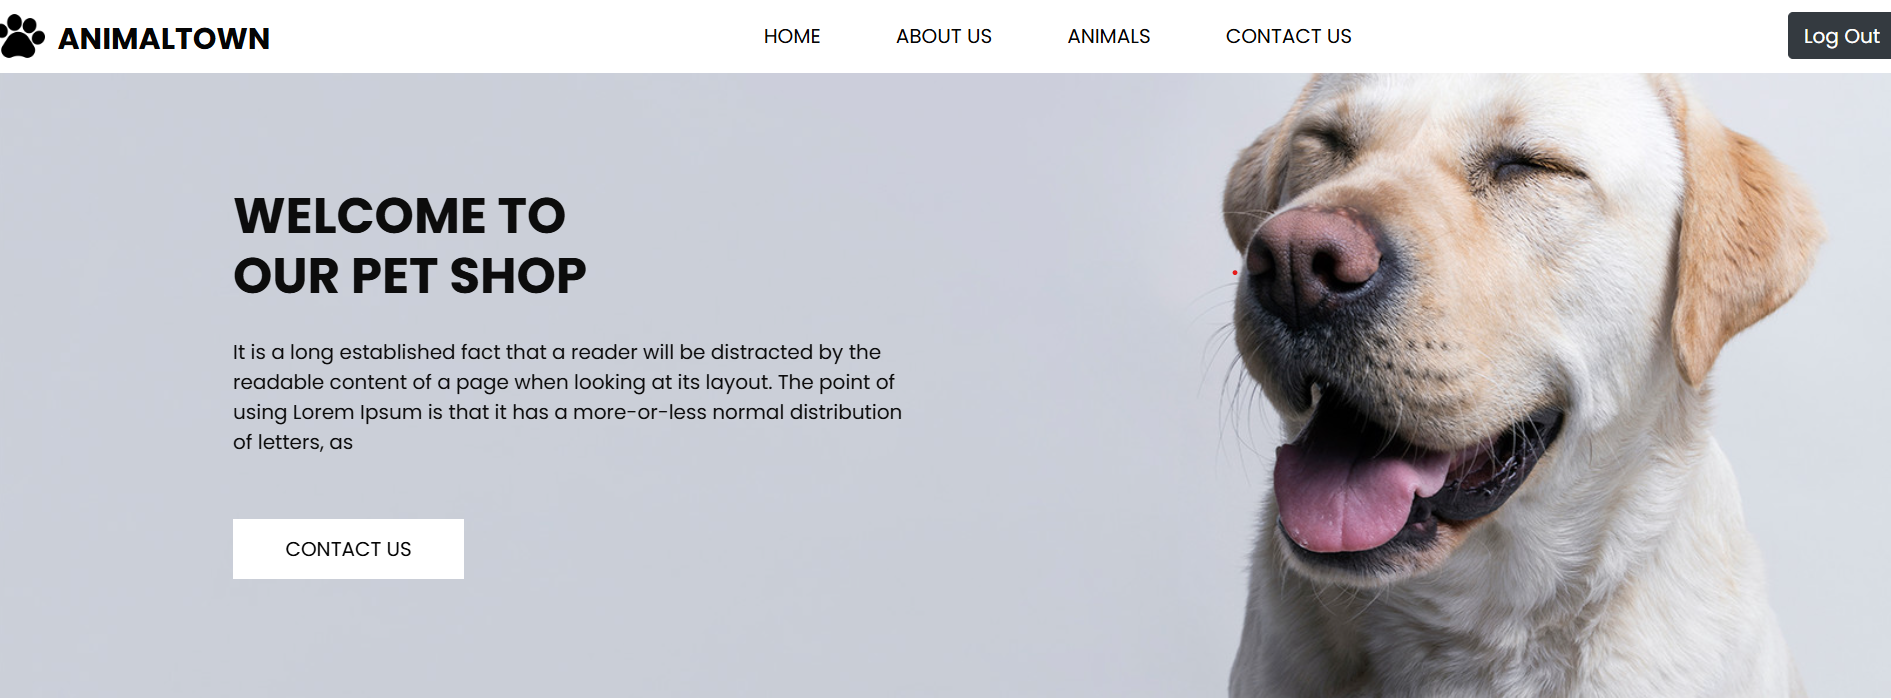 ANIMALTOWN
HOME
ABOUT US
ANIMALS
CONTACT US
Log Out
WELCOME TO
OUR PET SHOP
It is a long established fact that a reader will be distracted by the
readable content of a page when looking at its layout. The point of
using Lorem Ipsum is that it has a more-or-less normal distribution
of letters, as
CONTACT US